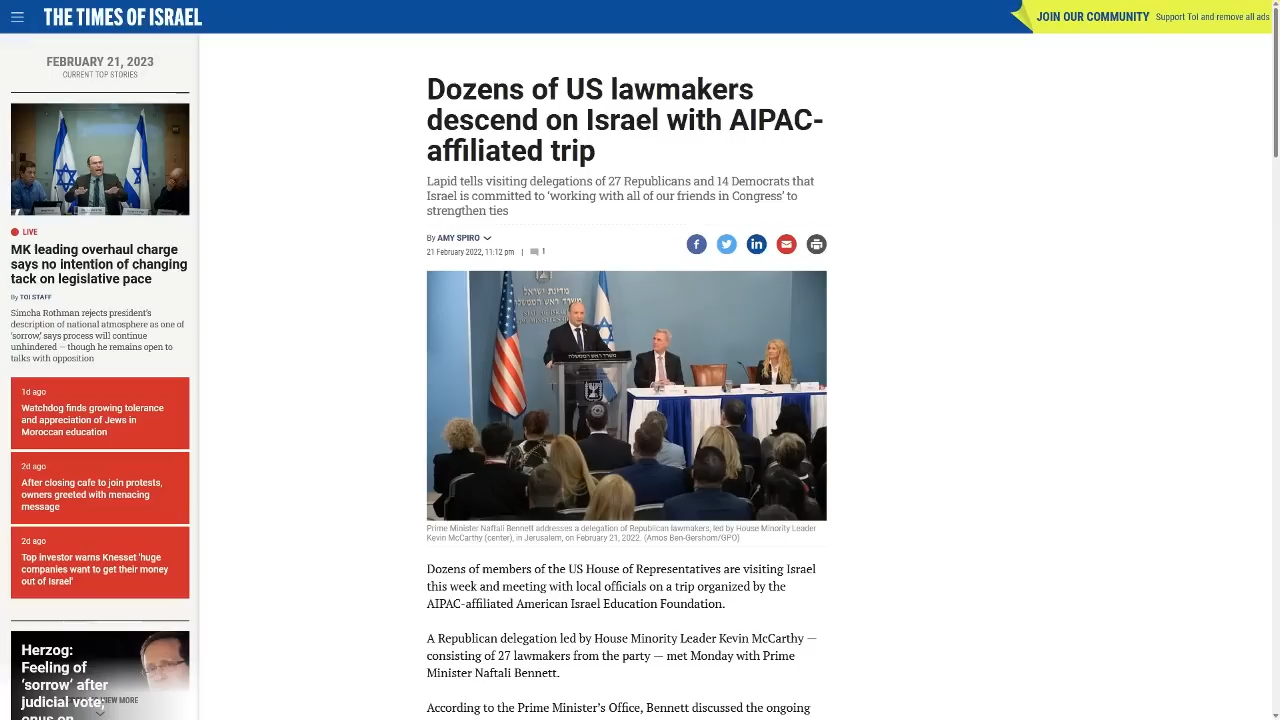 THE TIMES OF ISRAEL
JOIN OUR COMMUNITY Support ToI and remove all ads
FEBRUARY 21, 2023
CURRENT TOP STORIES
LIVE
MK leading overhaul charge
says no intention of changing
tack on legislative pace
By TOI STAFF
Simcha Rothman rejects president's
description of national atmosphere as one of
'sorrow,' says process will continue
unhindered — though he remains open to
talks with opposition
1d ago
Watchdog finds growing tolerance
and appreciation of Jews in
Moroccan education
2d ago
After closing cafe to join protests,
owners greeted with menacing
message
2d ago
Top investor warns Knesset 'huge
companies want to get their money
out of Israel'
Herzog:
Feeling of
'sorrow' after
judicial vote;
onus on
VIEW MORE
Dozens of US lawmakers
descend on Israel with AIPAC-
affiliated trip
Lapid tells visiting delegations of 27 Republicans and 14 Democrats that
Israel is committed to 'working with all of our friends in Congress' to
strengthen ties
By AMY SPIRO
21 February 2022, 11:12 pm | 1
מדינת ישראל
משרד ראש הממשלה
משרד ראש הממשלה
Prime Minister Naftali Bennett addresses a delegation of Republican lawmakers, led by House Minority Leader
Kevin McCarthy (center), in Jerusalem, on February 21, 2022. (Amos Ben-Gershom/GPO)
Dozens of members of the US House of Representatives are visiting Israel
this week and meeting with local officials on a trip organized by the
AIPAC-affiliated American Israel Education Foundation.
A Republican delegation led by House Minority Leader Kevin McCarthy —
consisting of 27 lawmakers from the party — met Monday with Prime
Minister Naftali Bennett.
According to the Prime Minister's Office, Bennett discussed the ongoing